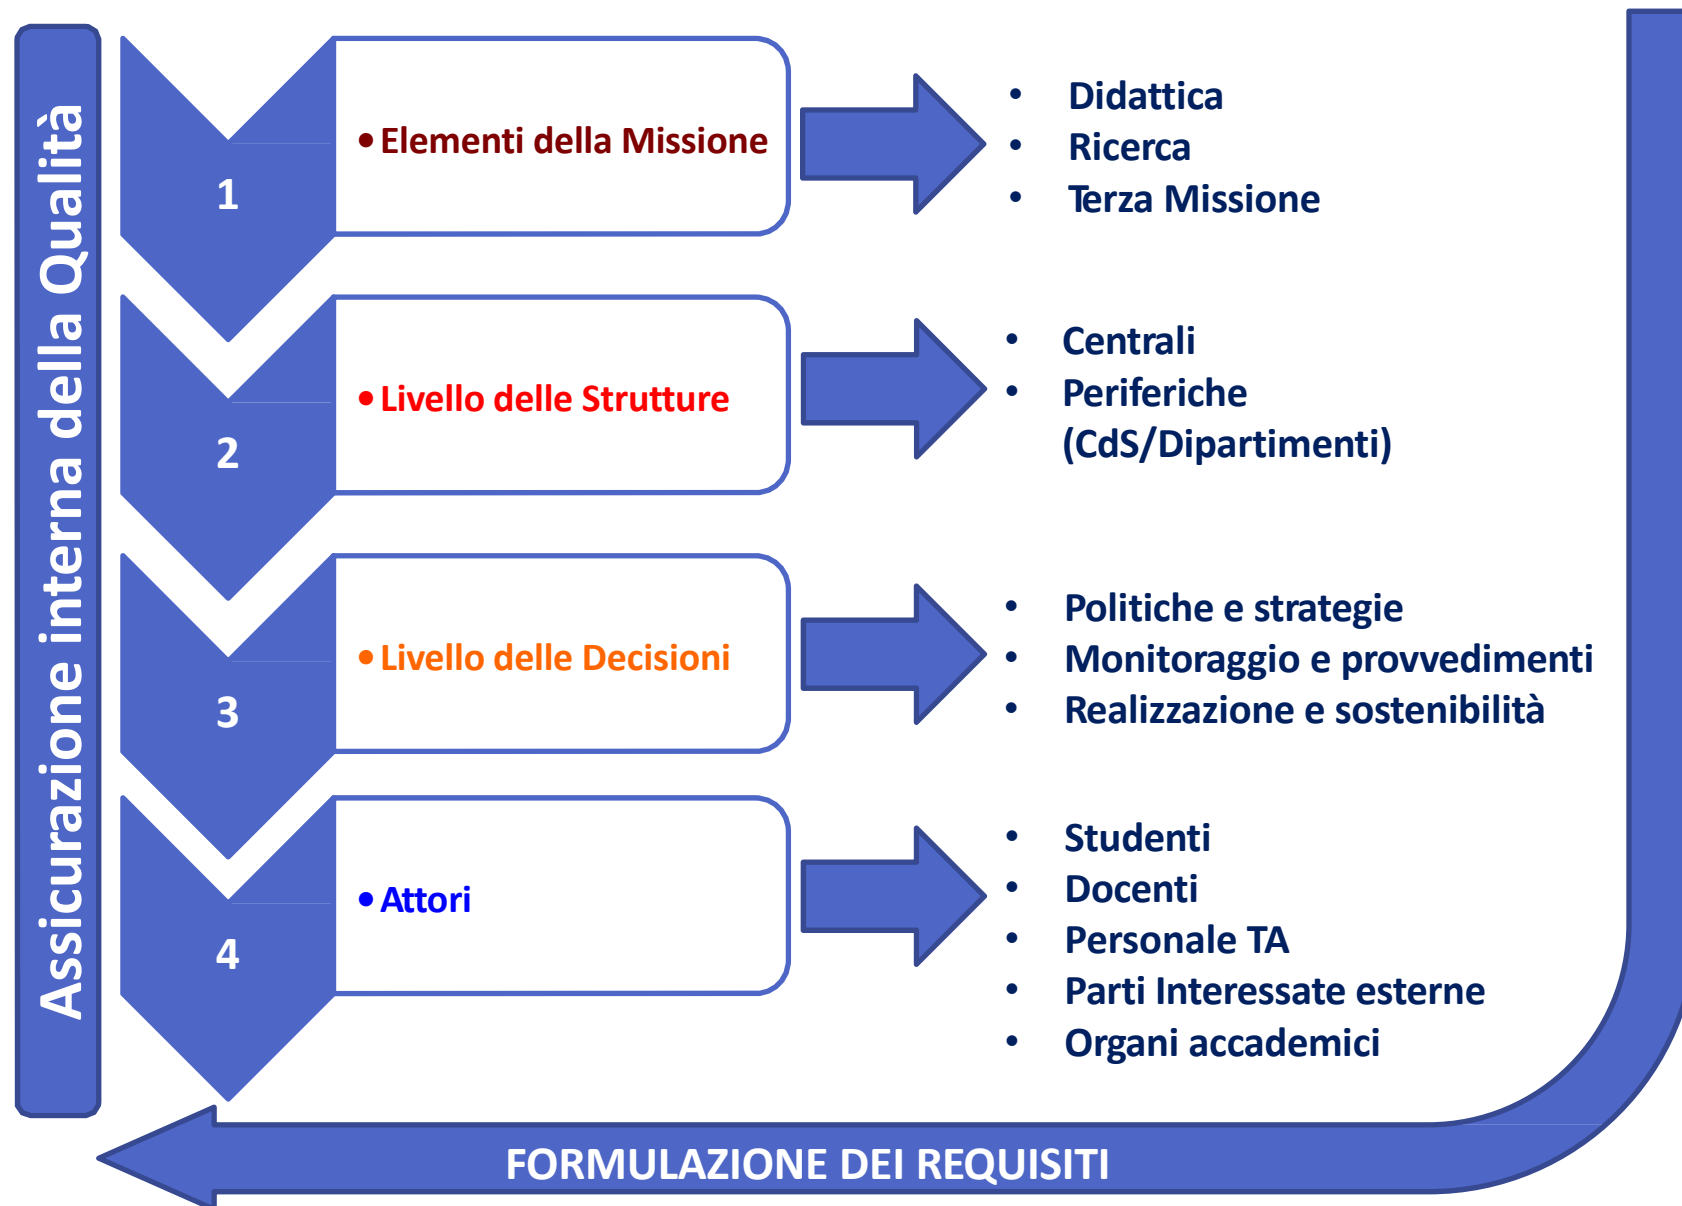 Assicurazione interna della Qualità
1
• Elementi della Missione
• Didattica
• Ricerca
• Terza Missione
2
• Livello delle Strutture
• Centrali
• Periferiche
(CdS/Dipartimenti)
3
• Livello delle Decisioni
• Politiche e strategie
• Monitoraggio e provvedimenti
• Realizzazione e sostenibilità
4
• Attori
• Studenti
• Docenti
• Personale TA
• Parti Interessate esterne
• Organi accademici
FORMULAZIONE DEI REQUISITI